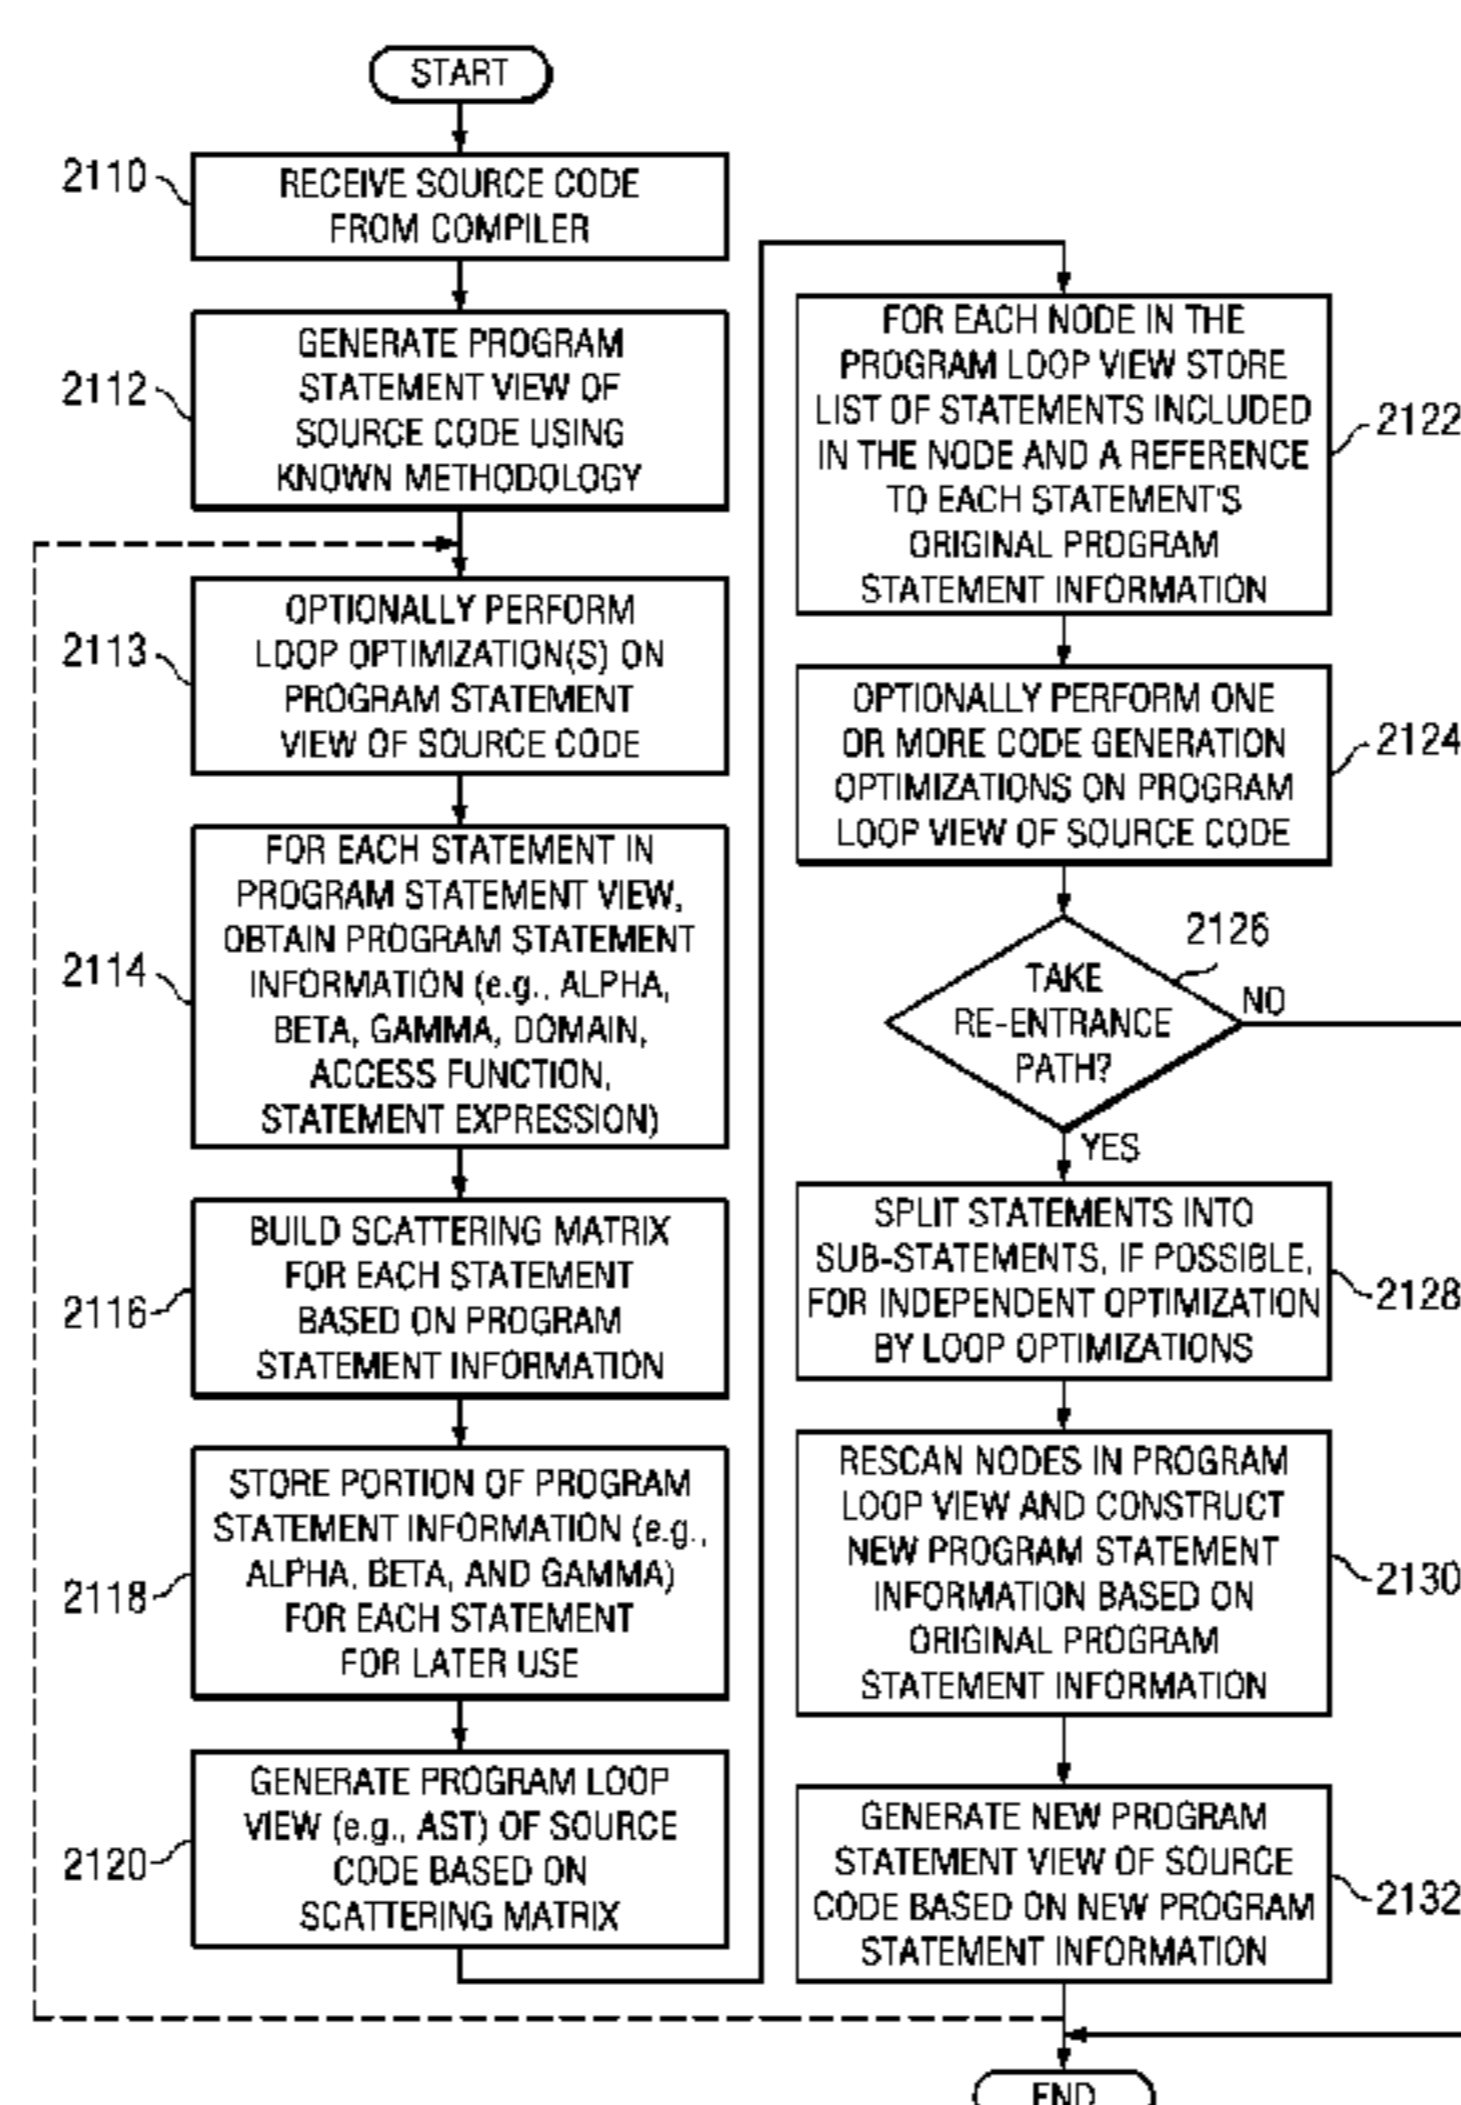 START
2110
RECEIVE SOURCE CODE
FROM COMPILER
2112
GENERATE PROGRAM
STATEMENT VIEW OF
SOURCE CODE USING
KNOWN METHODOLOGY
2113
OPTIONALLY PERFORM
LOOP OPTIMIZATION(S) ON
PROGRAM STATEMENT
VIEW OF SOURCE CODE
2114
FOR EACH STATEMENT IN
PROGRAM STATEMENT VIEW,
OBTAIN PROGRAM STATEMENT
INFORMATION (e.g., ALPHA,
BETA, GAMMA, DOMAIN,
ACCESS FUNCTION,
STATEMENT EXPRESSION)
2116
BUILD SCATTERING MATRIX
FOR EACH STATEMENT
BASED ON PROGRAM
STATEMENT INFORMATION
2118
STORE PORTION OF PROGRAM
STATEMENT INFORMATION (e.g.,
ALPHA, BETA, AND GAMMA)
FOR EACH STATEMENT
FOR LATER USE
2120
GENERATE PROGRAM LOOP
VIEW (e.g., AST) OF SOURCE
CODE BASED ON
SCATTERING MATRIX
FOR EACH NODE IN THE
PROGRAM LOOP VIEW STORE
LIST OF STATEMENTS INCLUDED
IN THE NODE AND A REFERENCE
TO EACH STATEMENT'S
ORIGINAL PROGRAM
STATEMENT INFORMATION
2122
OPTIONALLY PERFORM ONE
OR MORE CODE GENERATION
OPTIMIZATIONS ON PROGRAM
LOOP VIEW OF SOURCE CODE
2124
2126
TAKE
RE-ENTRANCE
PATH?
NO
YES
SPLIT STATEMENTS INTO
SUB-STATEMENTS, IF POSSIBLE,
FOR INDEPENDENT OPTIMIZATION
BY LOOP OPTIMIZATIONS
2128
RESCAN NODES IN PROGRAM
LOOP VIEW AND CONSTRUCT
NEW PROGRAM STATEMENT
INFORMATION BASED ON
ORIGINAL PROGRAM
STATEMENT INFORMATION
2130
GENERATE NEW PROGRAM
STATEMENT VIEW OF SOURCE
CODE BASED ON NEW PROGRAM
STATEMENT INFORMATION
2132
END